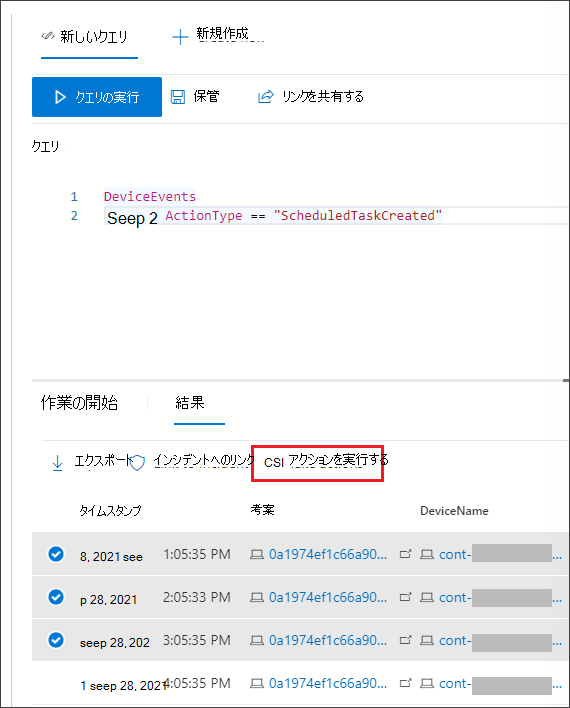 新しいクエリ 新規作成
クエリの実行 保管 リンクを共有する
クエリ
1 DeviceEvents
2 Seep 2 ActionType == "ScheduledTaskCreated"
作業の開始 結果
エクスポート インシデントへのリンク CSI アクションを実行する
タイムスタンプ 考案 DeviceName
8, 2021 see 1:05:35 PM 0a1974ef1c66a90... cont- ...
p 28, 2021 2:05:33 PM 0a1974ef1c66a90... cont- ...
seep 28, 202 3:05:35 PM 0a1974ef1c66a90... cont- ...
1 seep 28, 2021 4:05:35 PM 0a1974ef1c66a90... cont- ...